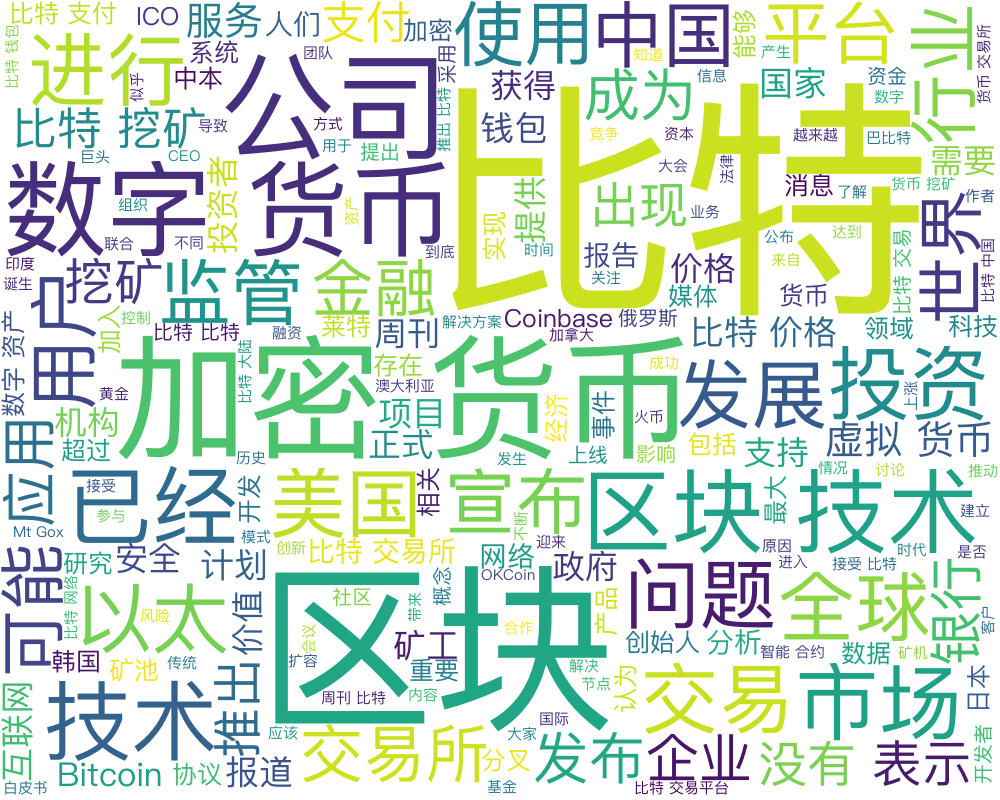 比特 支付
ICO
服务
人们
支付
加密
使用
中国
能够
平台
产生
行业
货币 交易所
比特 钱包
进行
系统
中本
似乎
团队
公司
比特 采用
推出
获得
成为
知道
信息
国家
资金
数字
比特 挖矿
导致
方式
用于
提出
钱包
竞争
资本
越来越
巴比特
需要
巨头
CEO
数字
货币
投资者
资产
组织
联合
不同
到底
实现
提供
出现
大会
法律
业务
比特
消息
了解
货币 挖矿
作者
世界
公布
达到
来自
比特 交易
比特 中国
印度
诞生
挖矿
监管
金融
时间
报告
关注
价格
媒体
货币
用户
加入
控制
莱特
周刊
解决方案
Coinbase
俄罗斯
加拿大
比特 价格
领域
科技
数字 资产
比特 比特
融资
比特 大陆
黄金
加密 货币
存在
澳大利亚
成功
发展
投资
上涨
机构
项目
经济
事件
火币
虚拟 货币
超过
正式
包括
支持
应用
历史
发生
上线
影响
情况
讨论
推动
已经
接受
参与
开发
美国
相关
宣布
区块 技术
最大
Mt Gox
模式
创新
不断
迎来
原因
进入
时代
接受 比特
建立
是否
可能
研究
安全
计划
比特 交易所
网络
OKCoin
政府
问题
全球
银行
客户
比特 网络
以太
风险
价值
区块
社区
概念
带来
合作
产品
创始人
分析
智能 合约
数据
矿机
韩国
矿池
传统
扩容
会议
矿工
重要
解决
节点
认为
日本
互联网
技术
推出
周刊 比特
内容
国际
交易
市场
应该
大家
Bitcoin
协议
报道
交易所
分叉
发布
企业
没有
表示
开发者
白皮书
基金
比特 交易平台